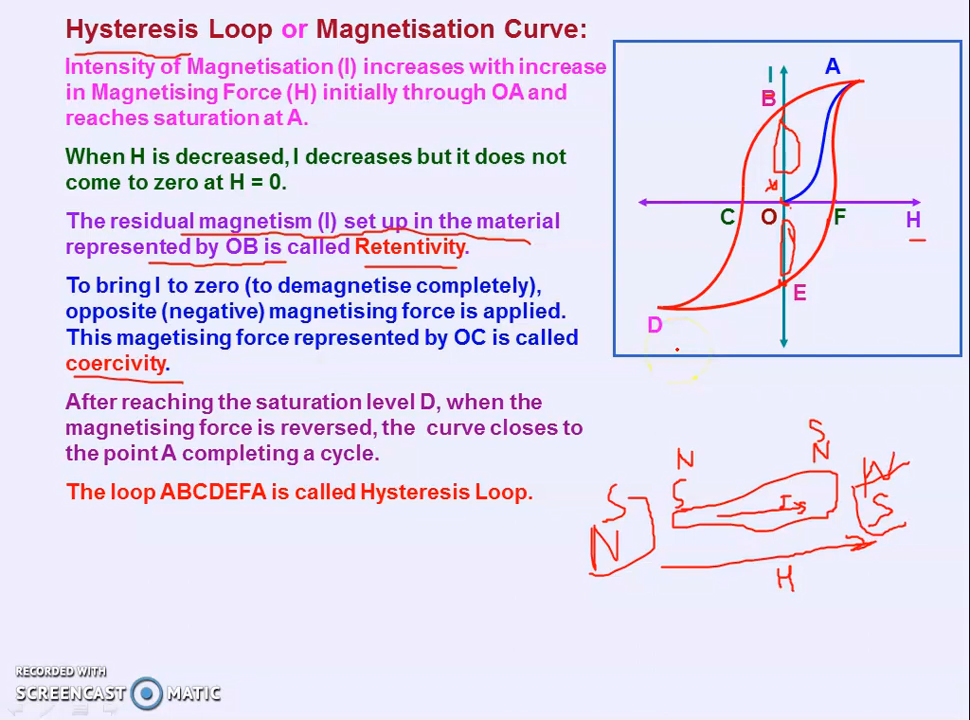 Hysteresis Loop or Magnetisation Curve:
Intensity of Magnetisation (I) increases with increase
in Magnetising Force (H) initially through OA and
reaches saturation at A.
When H is decreased, I decreases but it does not
come to zero at H = 0.
The residual magnetism (I) set up in the material
represented by OB is called Retentivity.
To bring I to zero (to demagnetise completely),
opposite (negative) magnetising force is applied.
This magetising force represented by OC is called
coercivity.
After reaching the saturation level D, when the
magnetising force is reversed, the curve closes to
the point A completing a cycle.
The loop ABCDEFA is called Hysteresis Loop.
I
A
B
C
O
F
H
E
D
S
N
N
N
S
S
S
I
N
H
RECORDED WITH
SCREENCAST MATIC